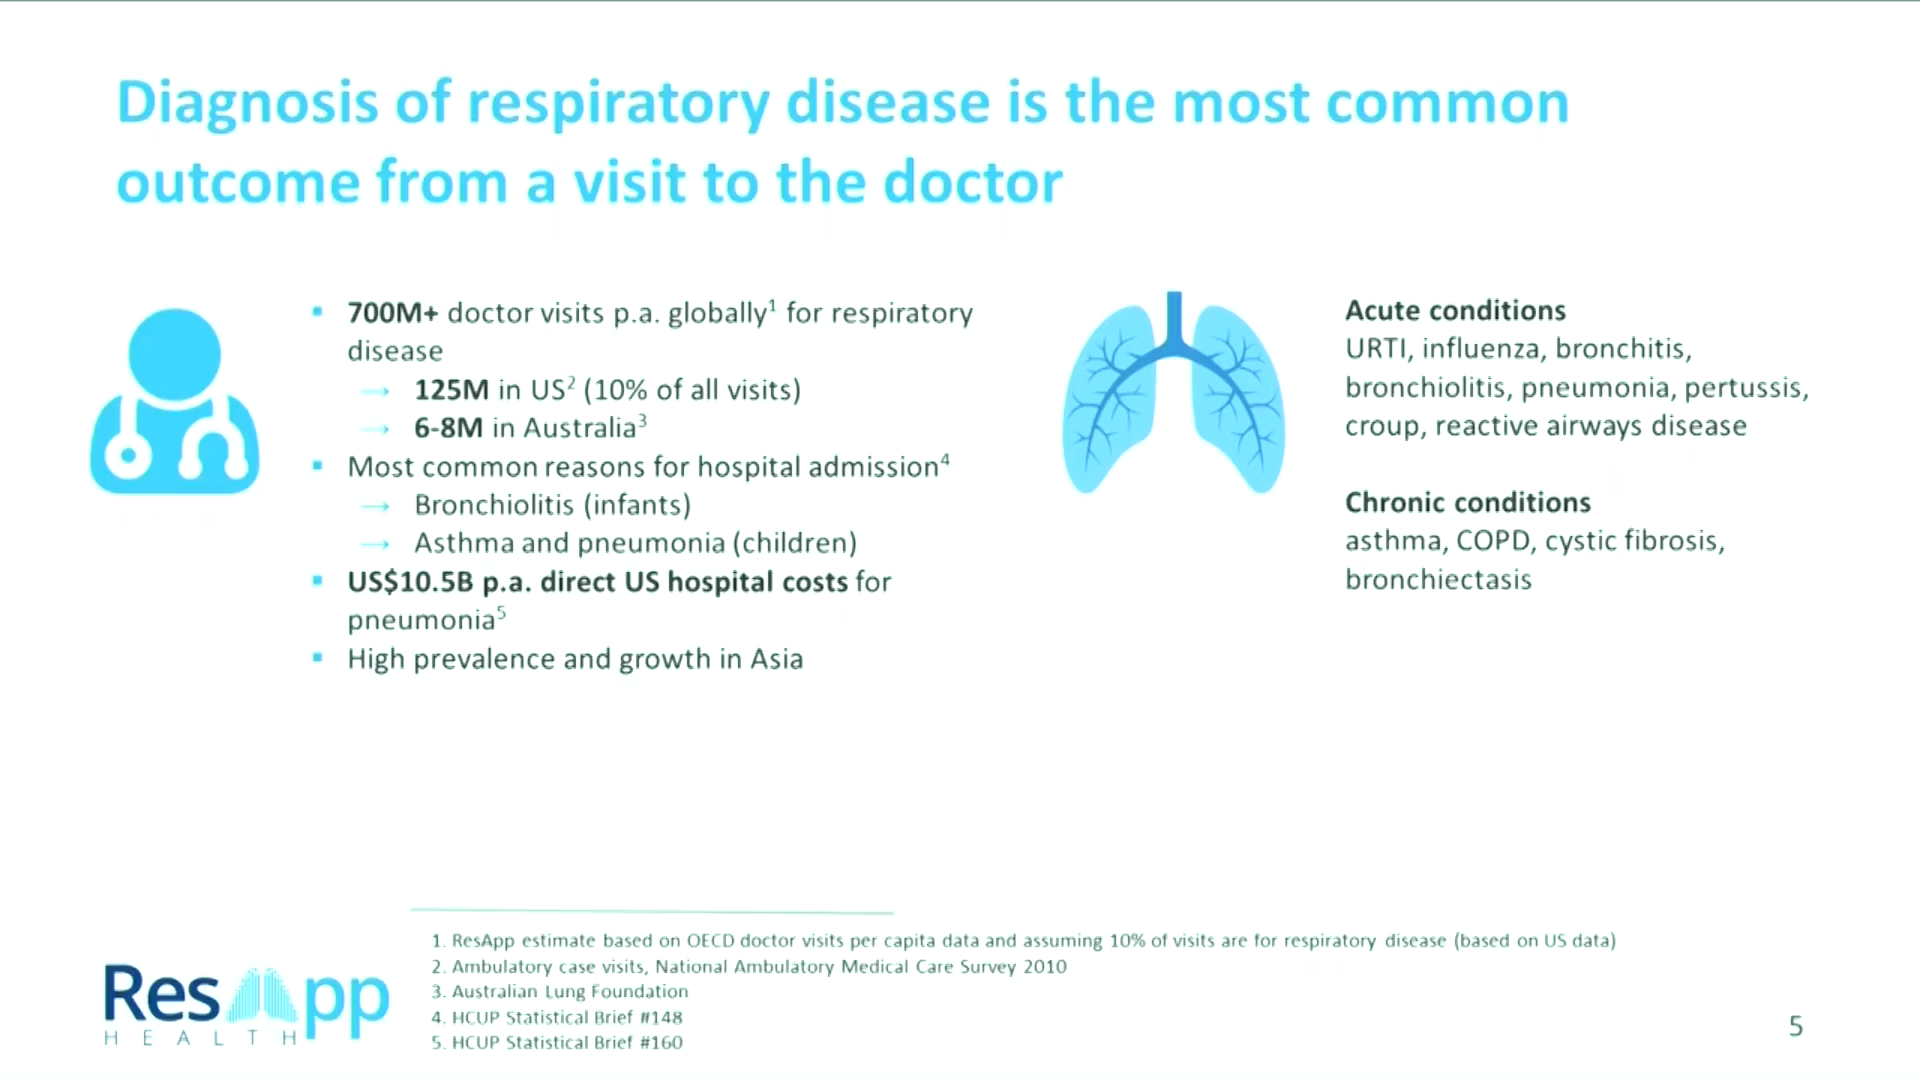 Diagnosis of respiratory disease is the most common
outcome from a visit to the doctor
▪ 700M+ doctor visits p.a. globally¹ for respiratory
disease
→ 125M in US² (10% of all visits)
→ 6-8M in Australia³
▪ Most common reasons for hospital admission⁴
→ Bronchiolitis (infants)
→ Asthma and pneumonia (children)
▪ US$10.5B p.a. direct US hospital costs for
pneumonia⁵
▪ High prevalence and growth in Asia
Acute conditions
URTI, influenza, bronchitis,
bronchiolitis, pneumonia, pertussis,
croup, reactive airways disease
Chronic conditions
asthma, COPD, cystic fibrosis,
bronchiectasis
1. ResApp estimate based on OECD doctor visits per capita data and assuming 10% of visits are for respiratory disease (based on US data)
2. Ambulatory case visits, National Ambulatory Medical Care Survey 2010
3. Australian Lung Foundation
4. HCUP Statistical Brief #148
5. HCUP Statistical Brief #160
ResApp
HEALTH
5